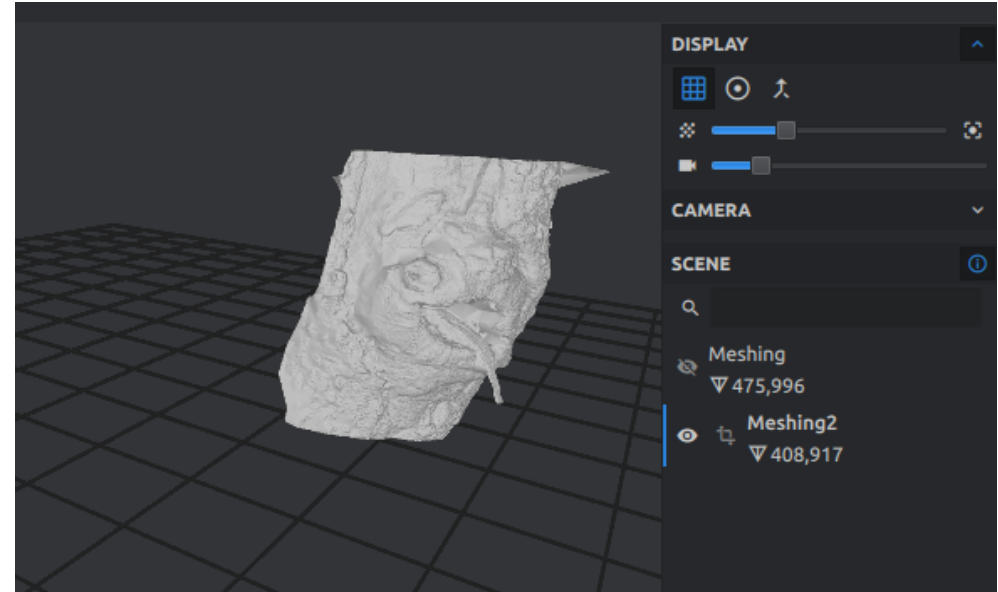 DISPLAY
CAMERA
SCENE
Meshing
475,996
Meshing2
408,917